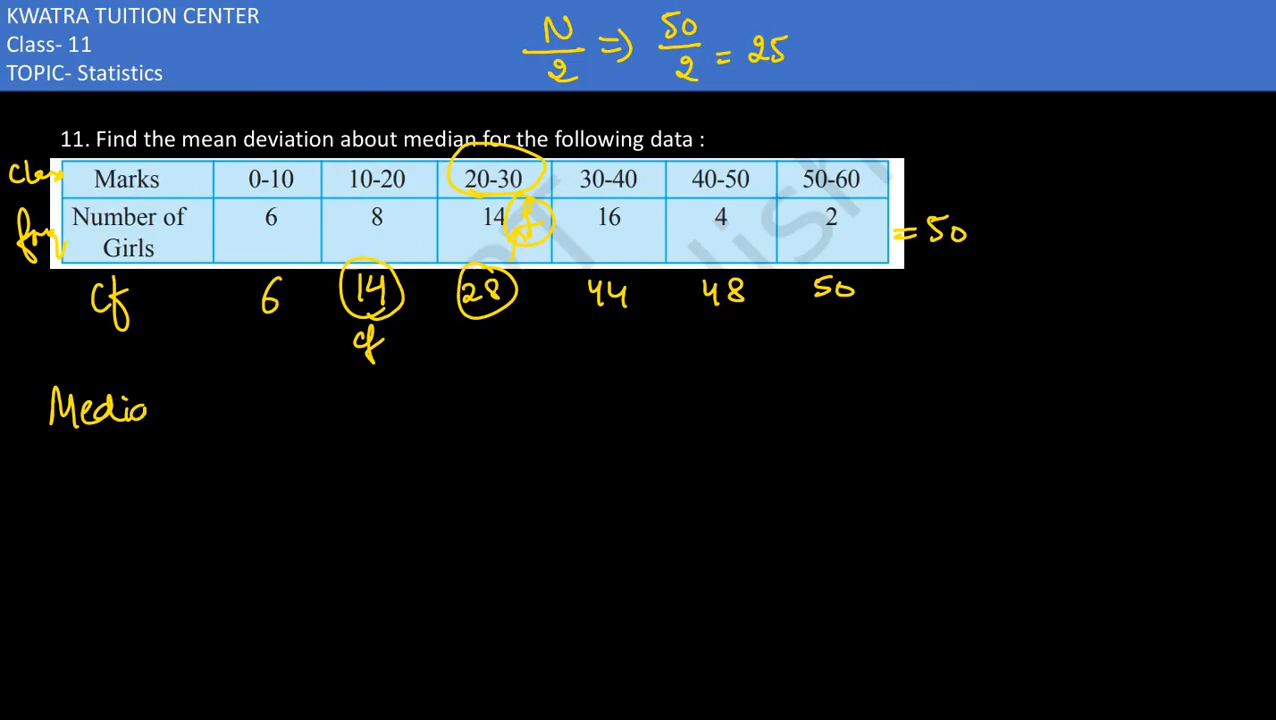 KWATRA TUITION CENTER
Class- 11
TOPIC- Statistics
N/2 => 50/2 = 25
11. Find the mean deviation about median for the following data :
Class Marks 0-10 10-20 20-30 30-40 40-50 50-60
Number of Girls 6 8 14 f 16 4 2 = 50
Cf 6 14 28 44 48 50
cf
Media